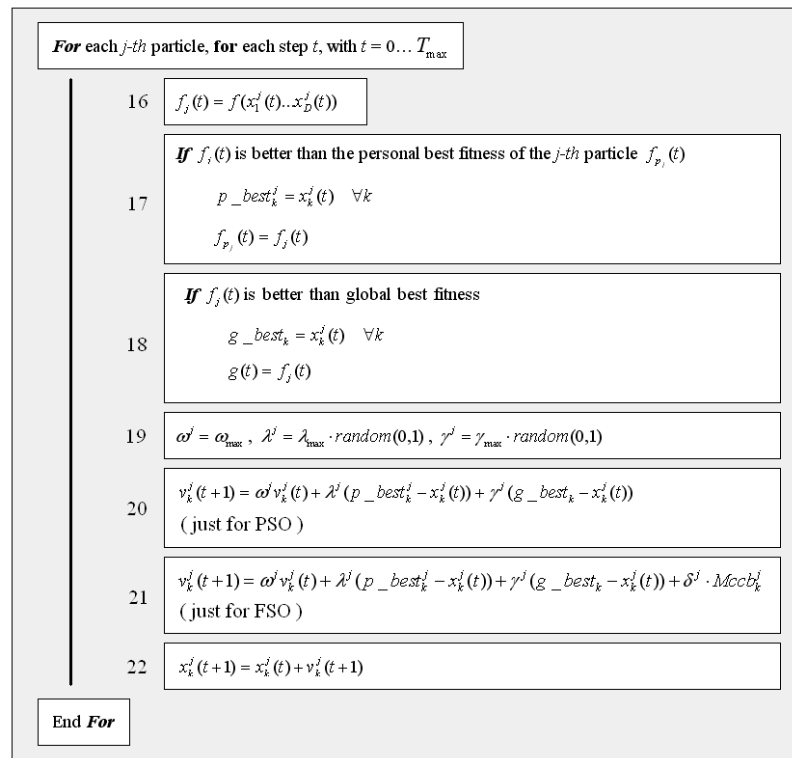 For each j-th particle, for each step t, with t = 0… T_max
16
f_j(t) = f(x_1^j(t)...x_D^j(t))
If f_j(t) is better than the personal best fitness of the j-th particle f_{p_j}(t)
17
p_best_k^j = x_k^j(t) ∀k
f_{p_j}(t) = f_j(t)
If f_j(t) is better than global best fitness
18
g_best_k = x_k^j(t) ∀k
g(t) = f_j(t)
19
ω^j = ω_max , λ^j = λ_max · random(0,1) , γ^j = γ_max · random(0,1)
20
v_k^j(t+1) = ω^j v_k^j(t) + λ^j (p_best_k^j – x_k^j(t)) + γ^j (g_best_k – x_k^j(t))
( just for PSO )
21
v_k^j(t+1) = ω^j v_k^j(t) + λ^j (p_best_k^j – x_k^j(t)) + γ^j (g_best_k – x_k^j(t)) + δ^j · Mccb_k^j
( just for FSO )
22
x_k^j(t+1) = x_k^j(t) + v_k^j(t+1)
End For